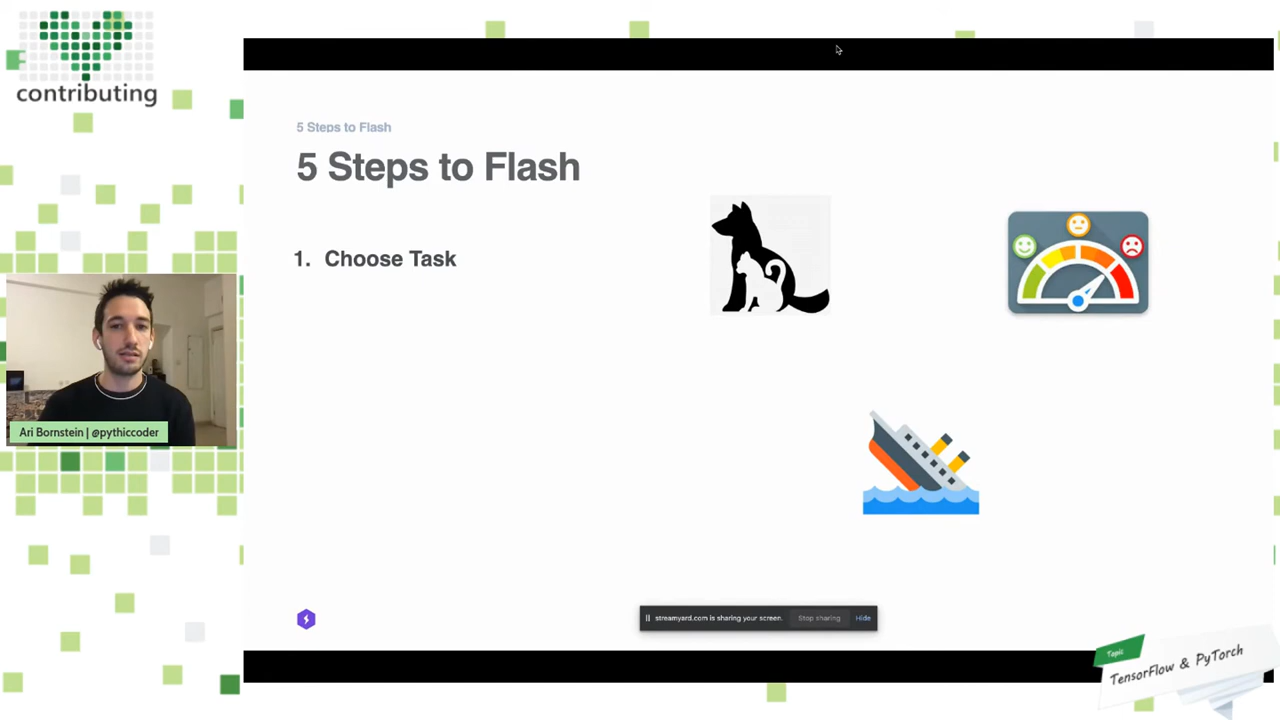 contributing
5 Steps to Flash
5 Steps to Flash
1. Choose Task
Ari Bornstein | @pythiccoder
streamyard.com is sharing your screen.
Stop sharing
Hide
Topic
TensorFlow & PyTorch